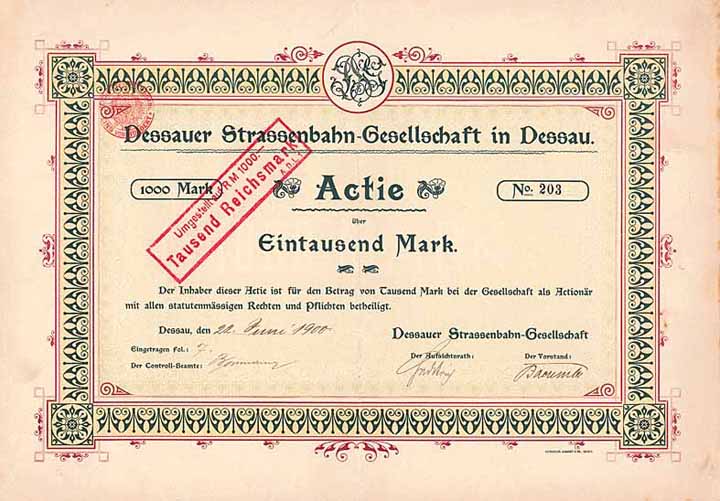 Dessauer Strassenbahn-Gesellschaft in Dessau.
1000 Mark
Actie
No. 203
Umgestellt auf RM 1000.-
Tausend Reichsmark
über
Eintausend Mark.
Der Inhaber dieser Actie ist für den Betrag von Tausend Mark bei der Gesellschaft als Actionär
mit allen statutenmässigen Rechten und Pflichten betheiligt.
Dessau, den 22. Juni 1900
Dessauer Strassenbahn-Gesellschaft
Eingetragen Fol.: 7.
Der Aufsichtsrath:
Der Vorstand:
Der Controll-Beamte: